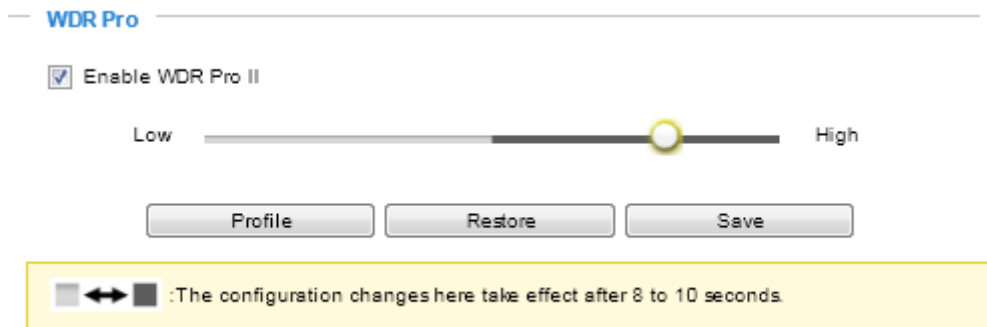 WDR Pro
Enable WDR Pro II
Low High
Profile Restore Save
:The configuration changes here take effect after 8 to 10 seconds.